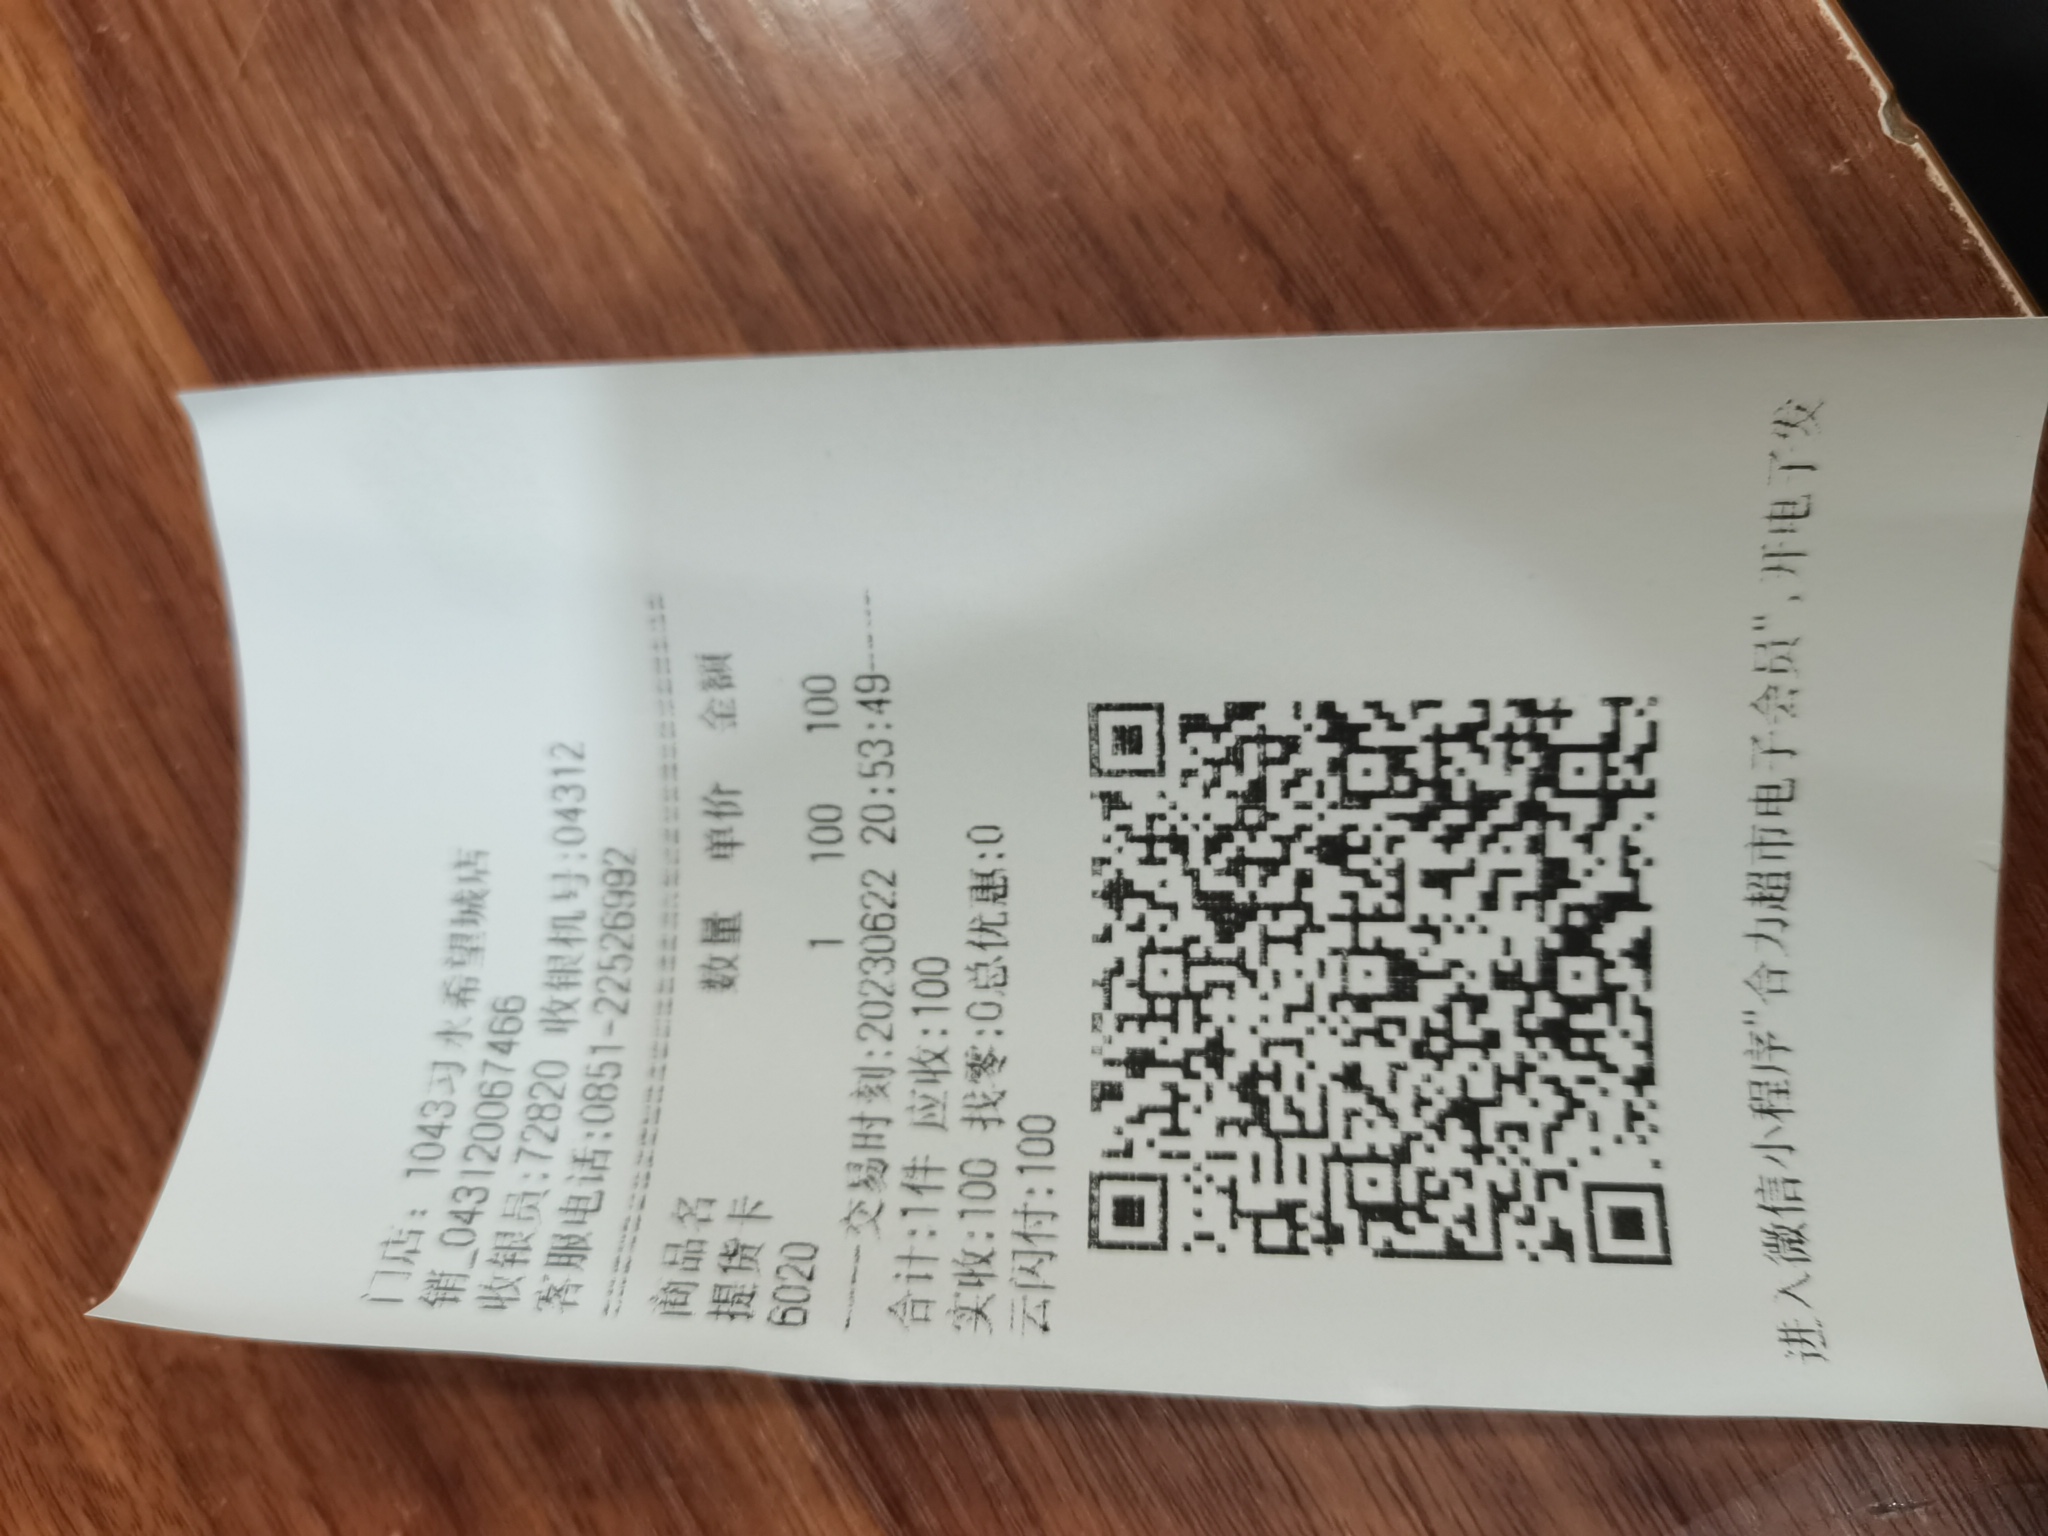 门店: 1043习水希望城店
销_043120067466
收银员:72820 收银机号:04312
客服电话:0851-22526992
商品名 数量 单价 金额
提货卡
6020 1 100 100
交易时刻:20230622 20:53:49
合计:1件 应收:100
实收:100 找零:0总优惠:0
云闪付:100
进入微信小程序"合力超市电子会员",开电子发